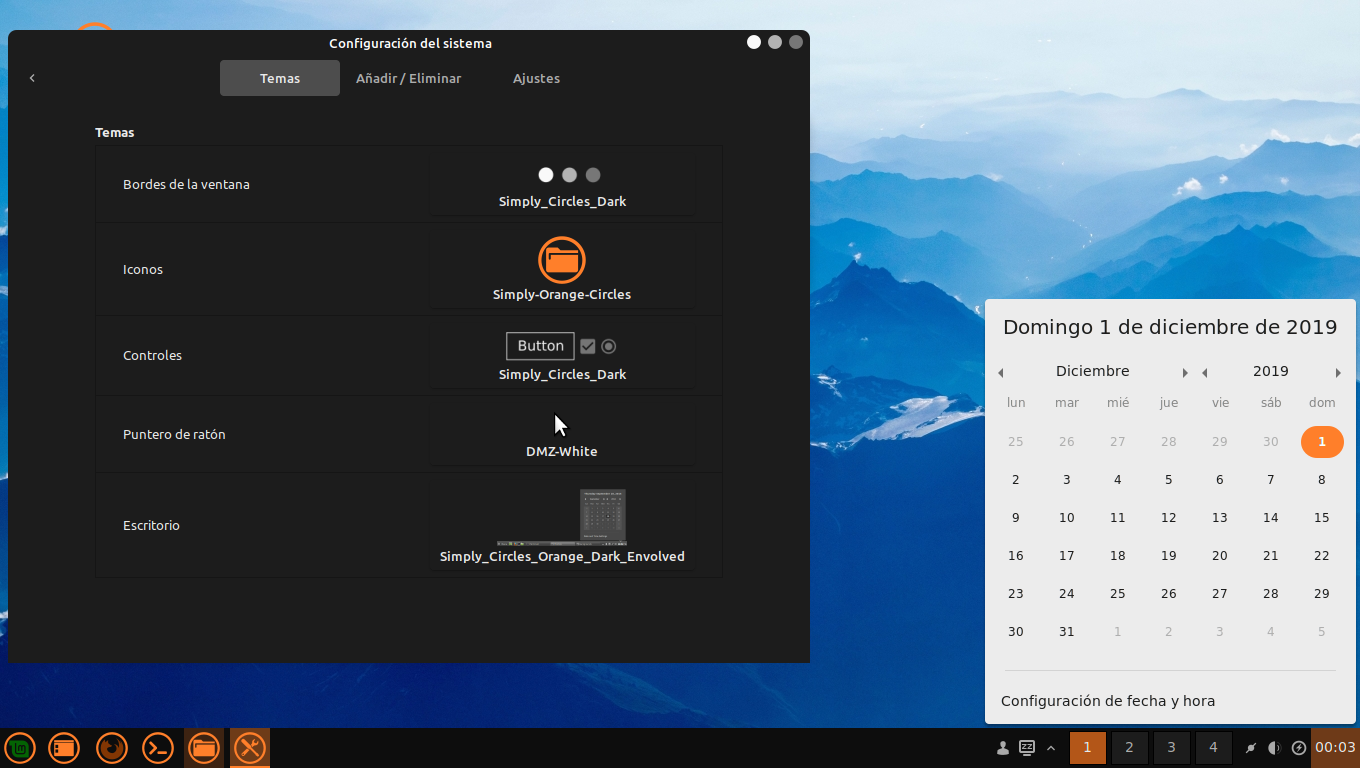 Configuración del sistema
Temas Añadir / Eliminar Ajustes
Temas
Bordes de la ventana
Simply_Circles_Dark
Iconos
Simply-Orange-Circles
Controles
Button
Simply_Circles_Dark
Puntero de ratón
DMZ-White
Escritorio
Simply_Circles_Orange_Dark_Envolved
Domingo 1 de diciembre de 2019
Diciembre 2019
lun mar mié jue vie sáb dom
25 26 27 28 29 30 1
2 3 4 5 6 7 8
9 10 11 12 13 14 15
16 17 18 19 20 21 22
23 24 25 26 27 28 29
30 31 1 2 3 4 5
Configuración de fecha y hora
1 2 3 4 00:03